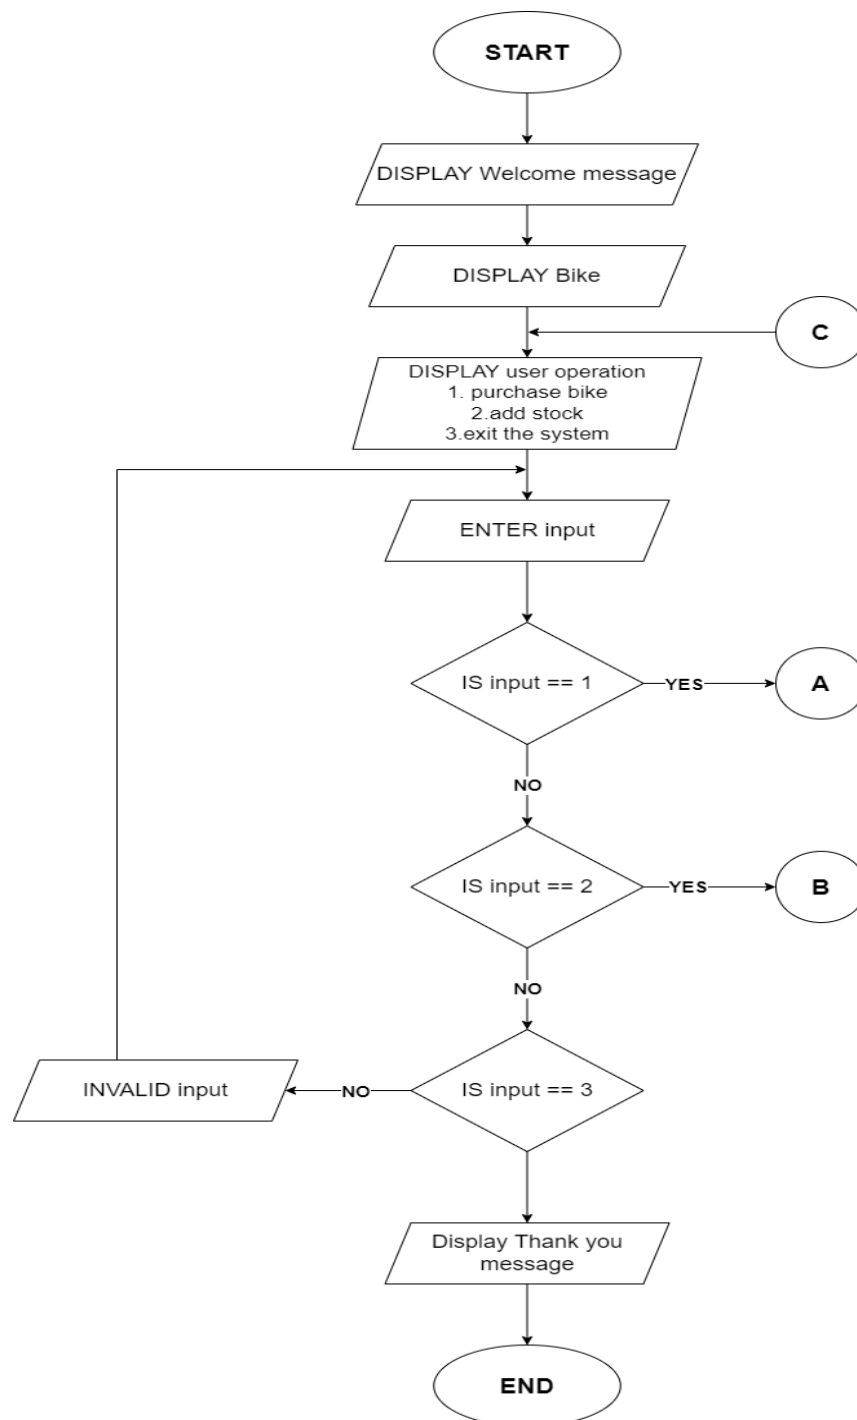 START
DISPLAY Welcome message
DISPLAY Bike
C
DISPLAY user operation
1. purchase bike
2.add stock
3.exit the system
ENTER input
IS input == 1
YES
A
NO
IS input == 2
YES
B
NO
IS input == 3
NO
INVALID input
Display Thank you
message
END